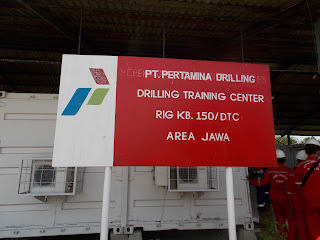 PT.PERTAMINA DRILLING
DRILLING TRAINING CENTER
RIG KB. 150/DTC
AREA JAWA